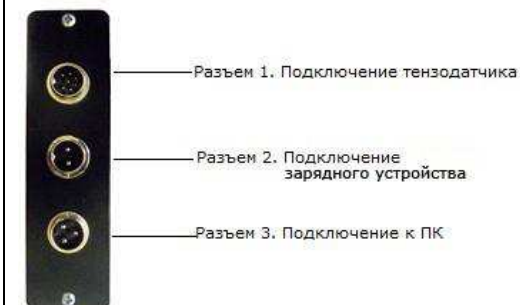 Разъем 1. Подключение тензодатчика
Разъем 2. Подключение
зарядного устройства
Разъем 3. Подключение к ПК